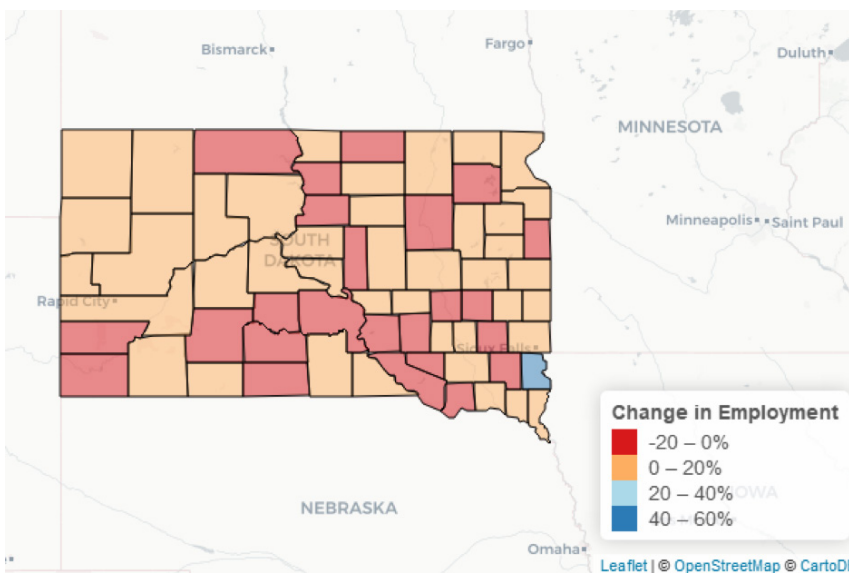 Bismarck
Fargo
Duluth
MINNESOTA
Minneapolis
Saint Paul
SOUTH
DAKOTA
Rapid City
Sioux Falls
Change in Employment
-20 – 0%
0 – 20%
20 – 40%
40 – 60%
IOWA
NEBRASKA
Omaha
Leaflet | © OpenStreetMap © CartoD